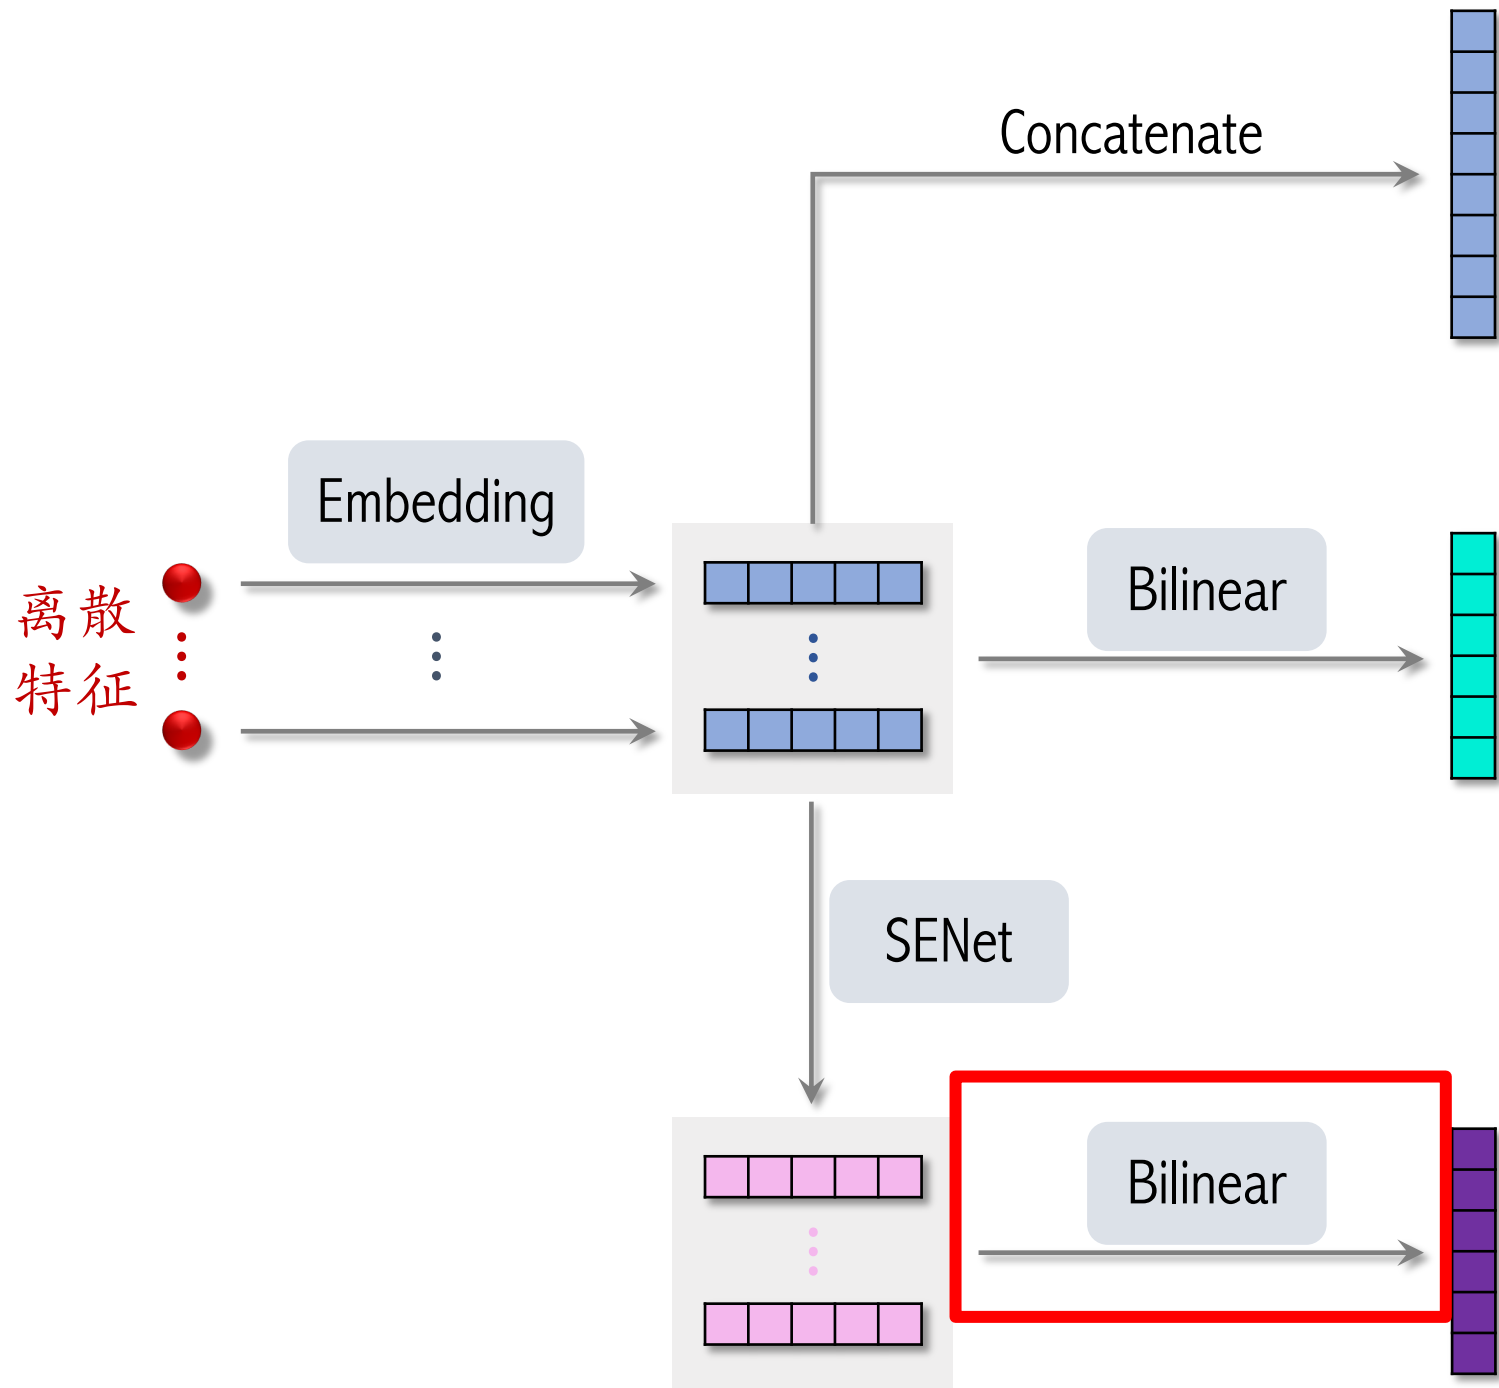 Concatenate
Embedding
离散
特征
Bilinear
SENet
Bilinear